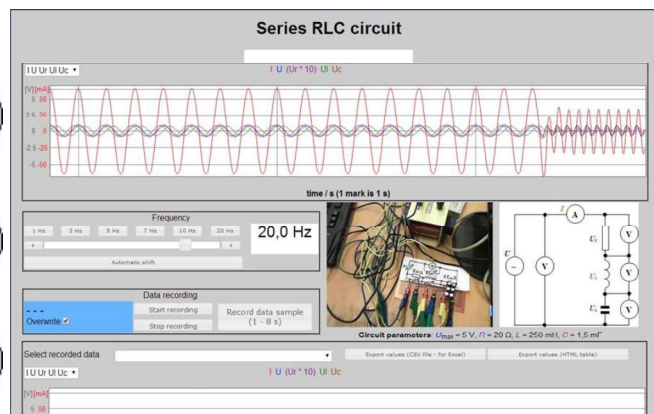 Series RLC circuit
I U Ur Ul Uc
I U (Ur * 10) Ul Uc
[V][mA]
5 50
2.5 25
0 0
-2.5 -25
-5 -50
time / s (1 mark is 1 s)
Frequency
1 Hz 3 Hz 5 Hz 7 Hz 10 Hz 20 Hz
20,0 Hz
Automatic shift
Data recording
- - -
Overwrite
Start recording
Stop recording
Record data sample
(1 - 8 s)
I
A
U
V
V
V
V
Circuit parameters: Umax = 5 V, R = 20 Ω, L = 250 mH, C = 1,5 mF
Select recorded data
Export values (CSV file - for Excel)
Export values (HTML table)
I U Ur Ul Uc
I U (Ur * 10) Ul Uc
[V][mA]
5 50